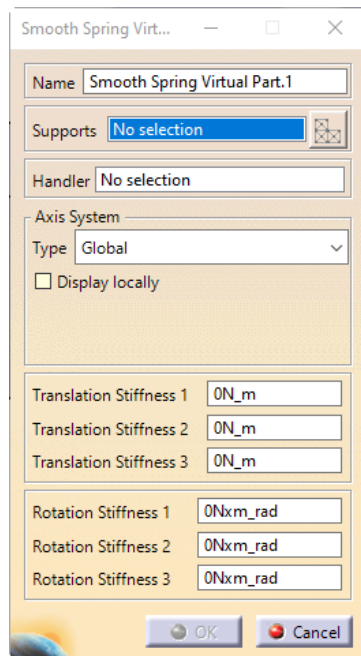 Smooth Spring Virt...
Name Smooth Spring Virtual Part.1
Supports No selection
Handler No selection
Axis System
Type Global
Display locally
Translation Stiffness 1 0N_m
Translation Stiffness 2 0N_m
Translation Stiffness 3 0N_m
Rotation Stiffness 1 0Nxm_rad
Rotation Stiffness 2 0Nxm_rad
Rotation Stiffness 3 0Nxm_rad
OK Cancel